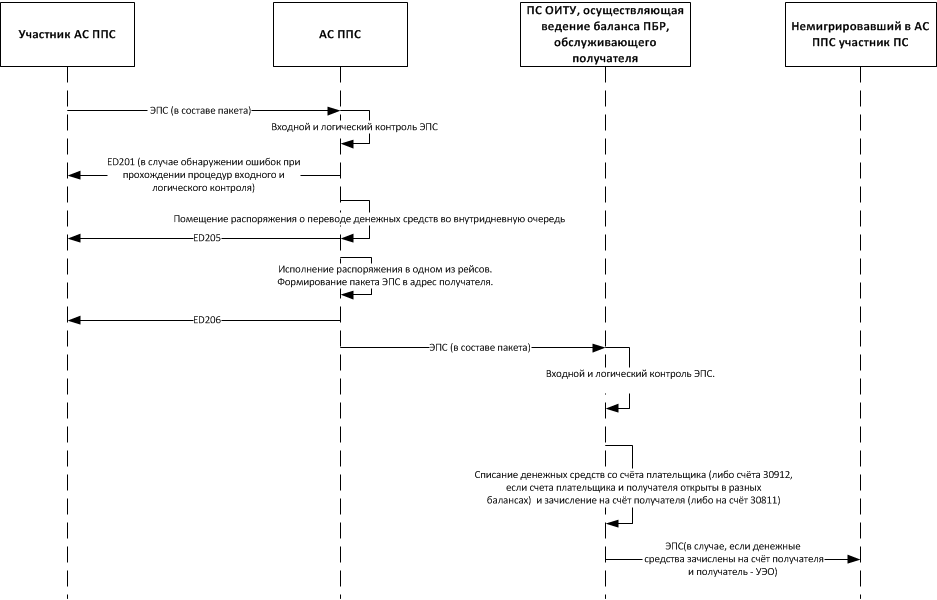 Участник АС ППС
АС ППС
ПС ОИТУ, осуществляющая
ведение баланса ПБР,
обслуживающого
получателя
Немигрировавший в АС
ППС участник ПС
ЭПС (в составе пакета)
Входной и логический контроль ЭПС
ED201 (в случае обнаружении ошибок при
прохождении процедур входного и
логического контроля)
Помещение распоряжения о переводе денежных средств во внутридневную очередь
ED205
Исполнение распоряжения в одном из рейсов.
Формирование пакета ЭПС в адрес получателя.
ED206
ЭПС (в составе пакета)
Входной и логический контроль ЭПС.
Списание денежных средств со счёта плательщика (либо счёта 30912,
если счета плательщика и получателя открыты в разных
балансах) и зачисление на счёт получателя (либо на счёт 30811)
ЭПС(в случае, если денежные
средства зачислены на счёт получателя
и получатель - УЭО)